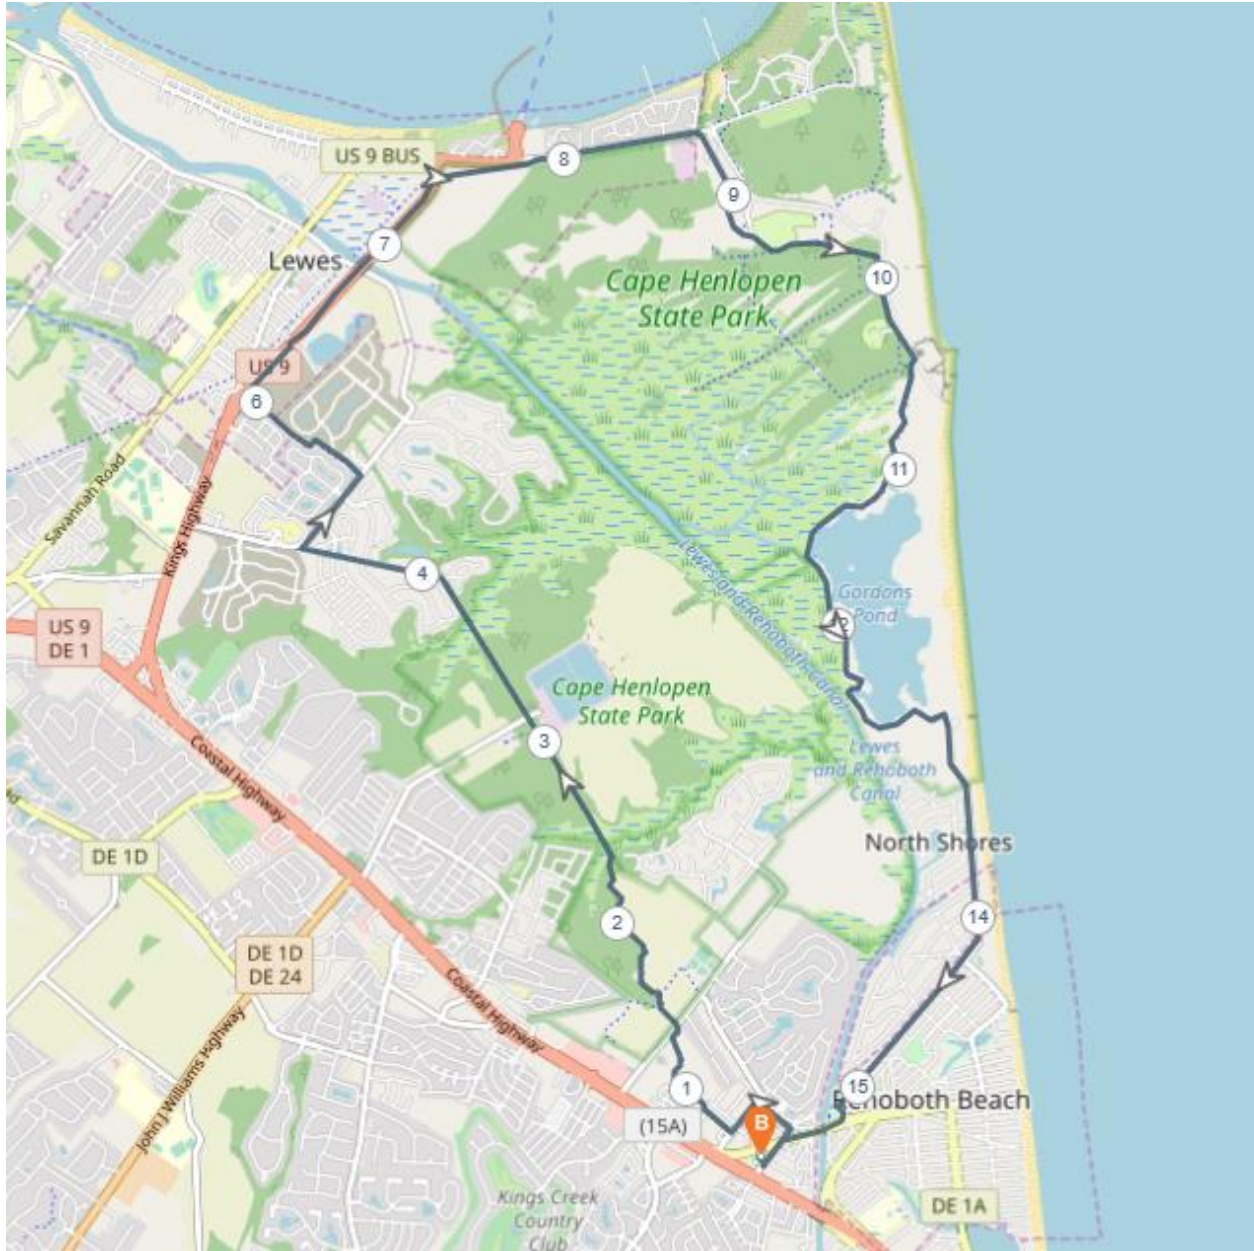 US 9 BUS
8
9
7
Lewes
Cape Henlopen
State Park
10
US 9
6
11
Savannah Road
Kings Highway
4
Lewes and Rehoboth Canal
Gordons
Pond
US 9
DE 1
Cape Henlopen
State Park
3
Coastal Highway
Lewes
and Rehoboth
Canal
DE 1D
North Shores
2
14
DE 1D
DE 24
Coastal Highway
John J Williams Highway
1
15
Rehoboth Beach
(15A)
B
Kings Creek
Country
Club
DE 1A